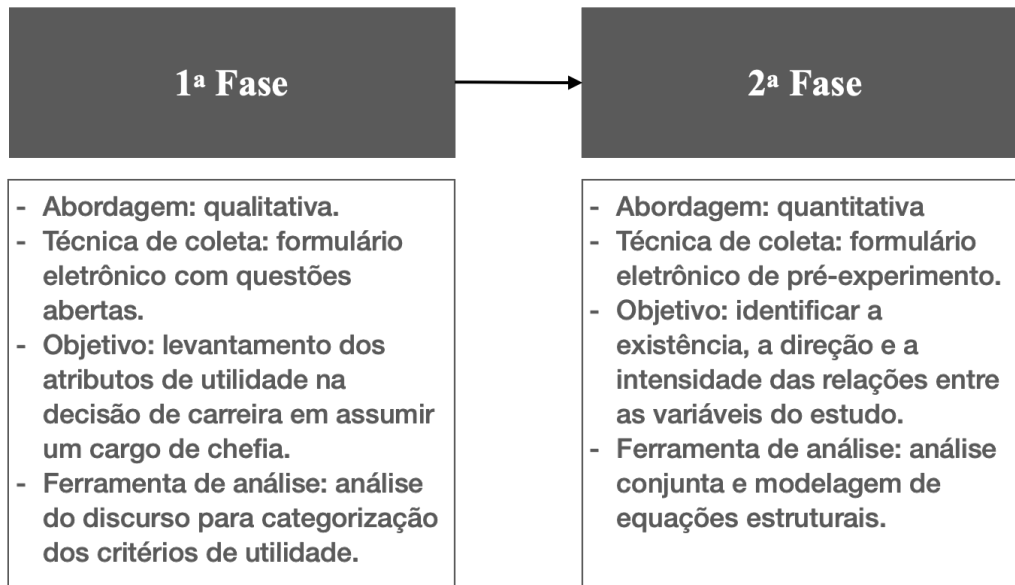 1ª Fase
2ª Fase
- Abordagem: qualitativa.
- Técnica de coleta: formulário
eletrônico com questões
abertas.
- Objetivo: levantamento dos
atributos de utilidade na
decisão de carreira em assumir
um cargo de chefia.
- Ferramenta de análise: análise
do discurso para categorização
dos critérios de utilidade.
- Abordagem: quantitativa
- Técnica de coleta: formulário
eletrônico de pré-experimento.
- Objetivo: identificar a
existência, a direção e a
intensidade das relações entre
as variáveis do estudo.
- Ferramenta de análise: análise
conjunta e modelagem de
equações estruturais.